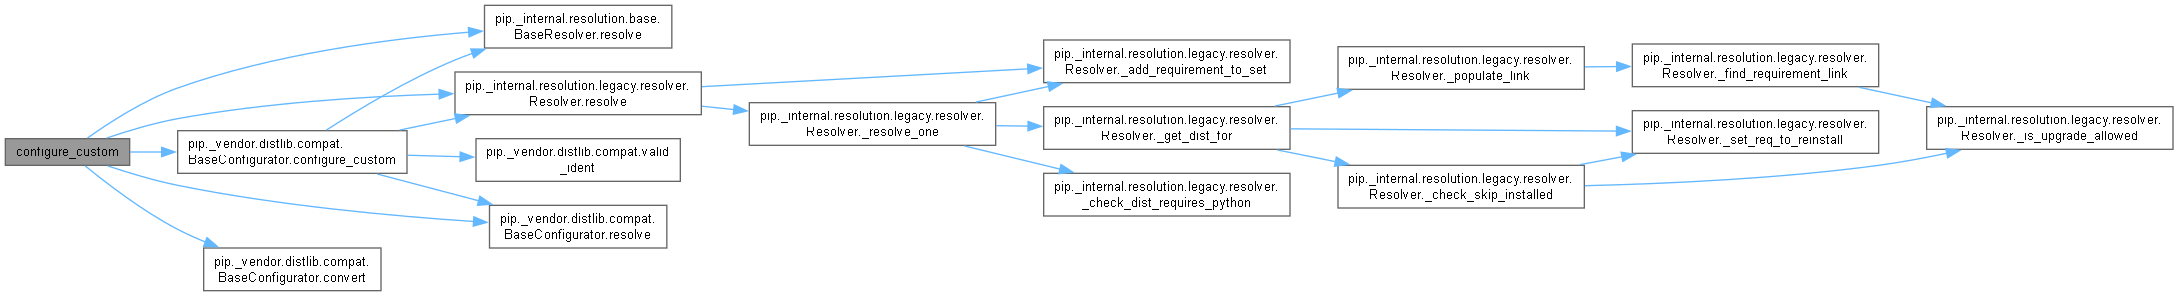 configure_custom
pip._internal.resolution.base.
BaseResolver.resolve
pip._internal.resolution.legacy.resolver.
Resolver.resolve
pip._vendor.distlib.compat.
BaseConfigurator.configure_custom
pip._vendor.distlib.compat.valid
_ident
pip._vendor.distlib.compat.
BaseConfigurator.resolve
pip._vendor.distlib.compat.
BaseConfigurator.convert
pip._internal.resolution.legacy.resolver.
Resolver._resolve_one
pip._internal.resolution.legacy.resolver.
Resolver._add_requirement_to_set
pip._internal.resolution.legacy.resolver.
Resolver._get_dist_for
pip._internal.resolution.legacy.resolver.
_check_dist_requires_python
pip._internal.resolution.legacy.resolver.
Resolver._populate_link
pip._internal.resolution.legacy.resolver.
Resolver._check_skip_installed
pip._internal.resolution.legacy.resolver.
Resolver._find_requirement_link
pip._internal.resolution.legacy.resolver.
Resolver._set_req_to_reinstall
pip._internal.resolution.legacy.resolver.
Resolver._is_upgrade_allowed